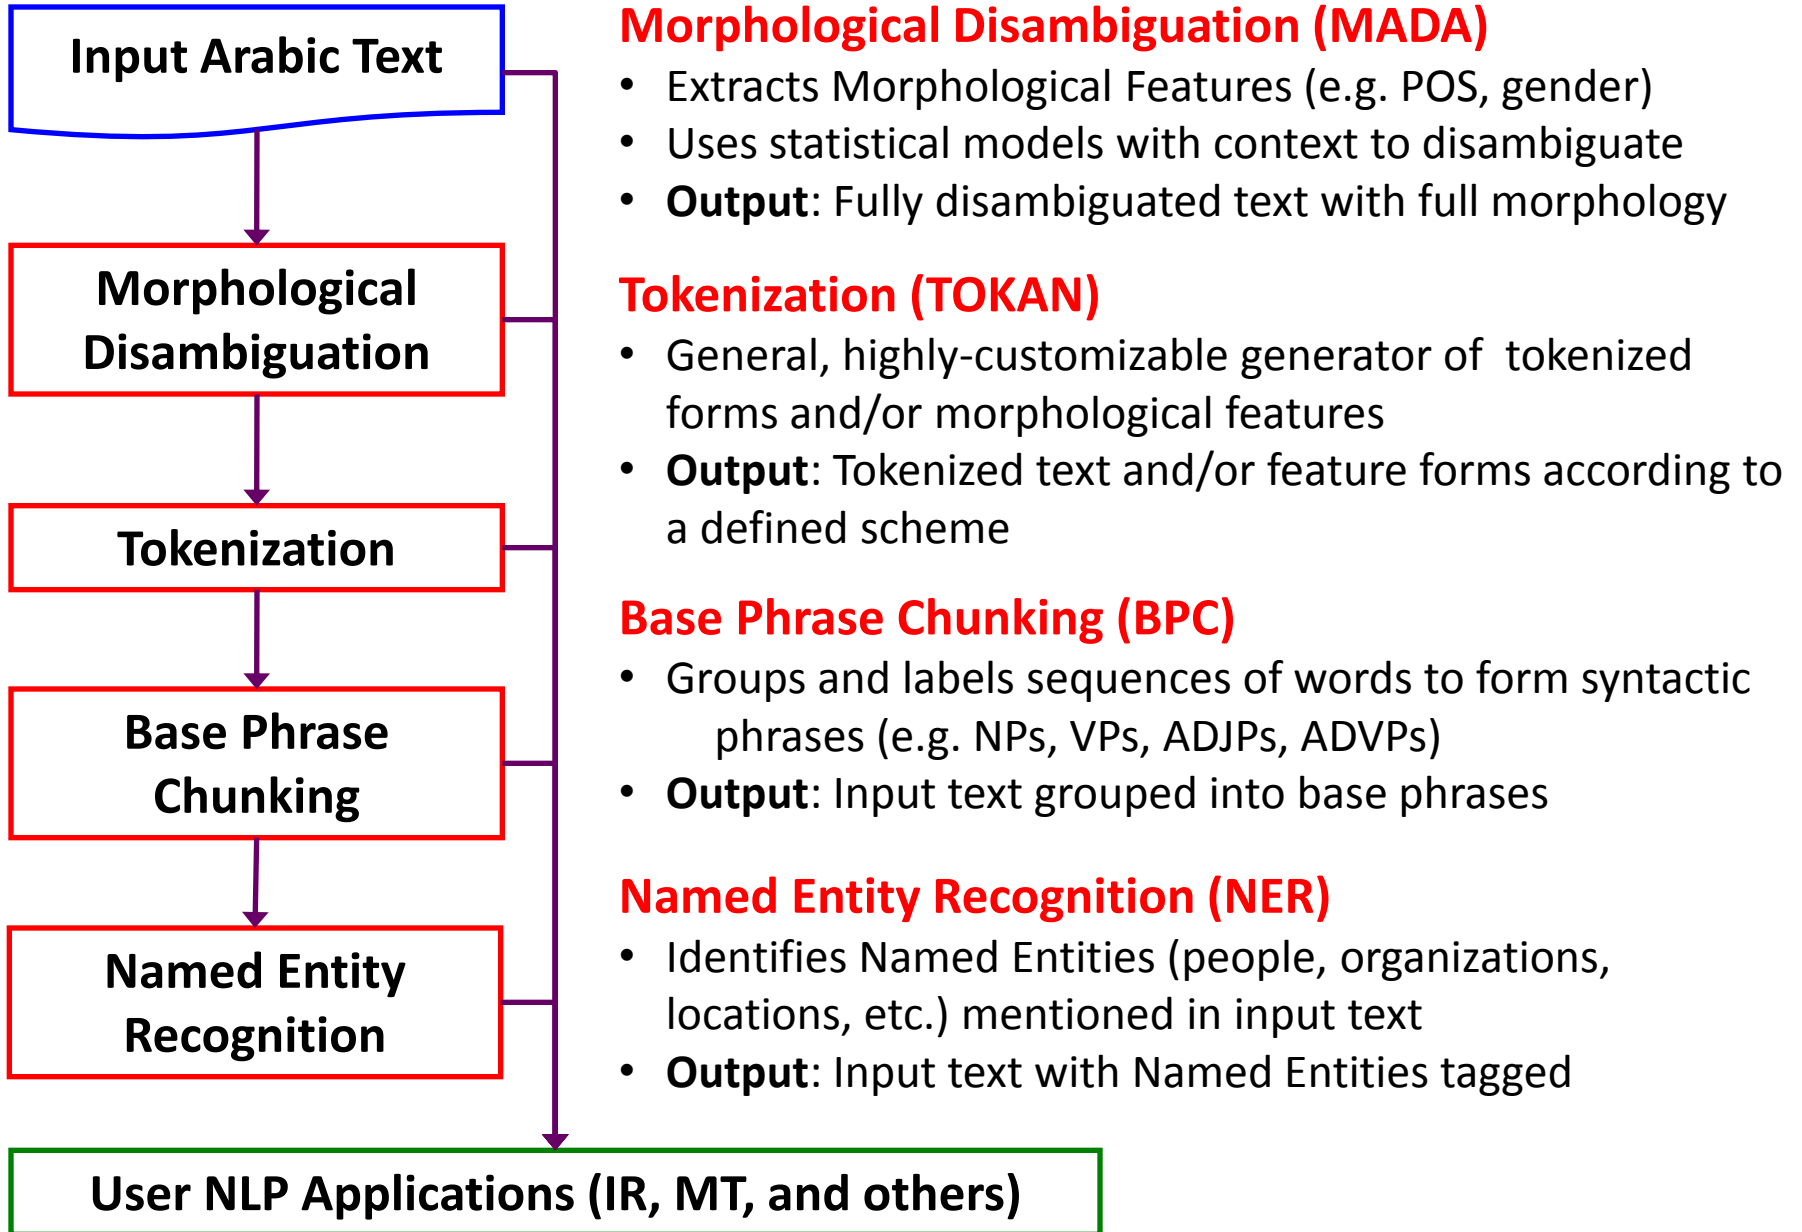 Input Arabic Text
Morphological
Disambiguation
Tokenization
Base Phrase
Chunking
Named Entity
Recognition
User NLP Applications (IR, MT, and others)
Morphological Disambiguation (MADA)
• Extracts Morphological Features (e.g. POS, gender)
• Uses statistical models with context to disambiguate
• Output: Fully disambiguated text with full morphology
Tokenization (TOKAN)
• General, highly-customizable generator of tokenized
forms and/or morphological features
• Output: Tokenized text and/or feature forms according to
a defined scheme
Base Phrase Chunking (BPC)
• Groups and labels sequences of words to form syntactic
phrases (e.g. NPs, VPs, ADJPs, ADVPs)
• Output: Input text grouped into base phrases
Named Entity Recognition (NER)
• Identifies Named Entities (people, organizations,
locations, etc.) mentioned in input text
• Output: Input text with Named Entities tagged